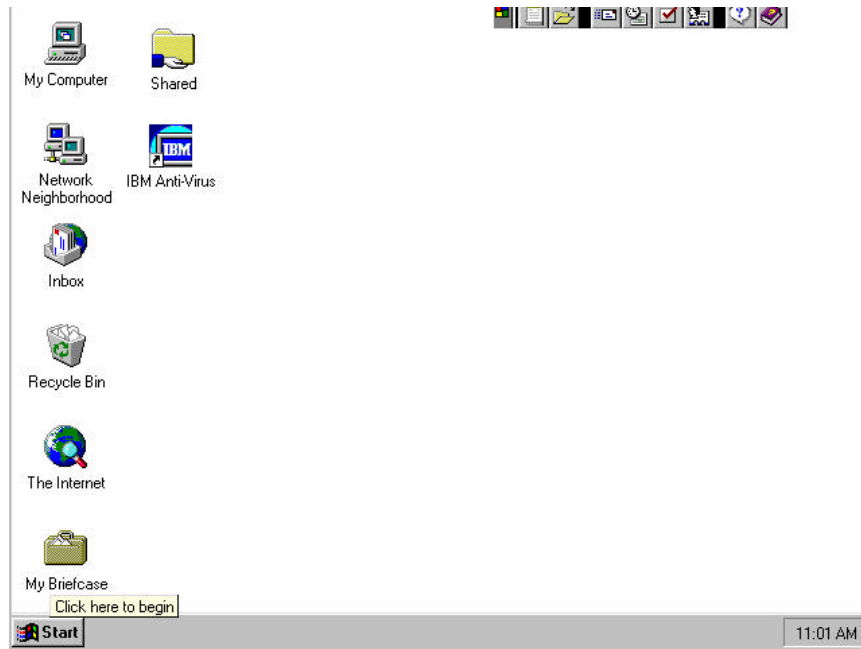 My Computer
Shared
Network
Neighborhood
IBM
IBM Anti-Virus
Inbox
Recycle Bin
The Internet
My Briefcase
Click here to begin
Start
11:01 AM